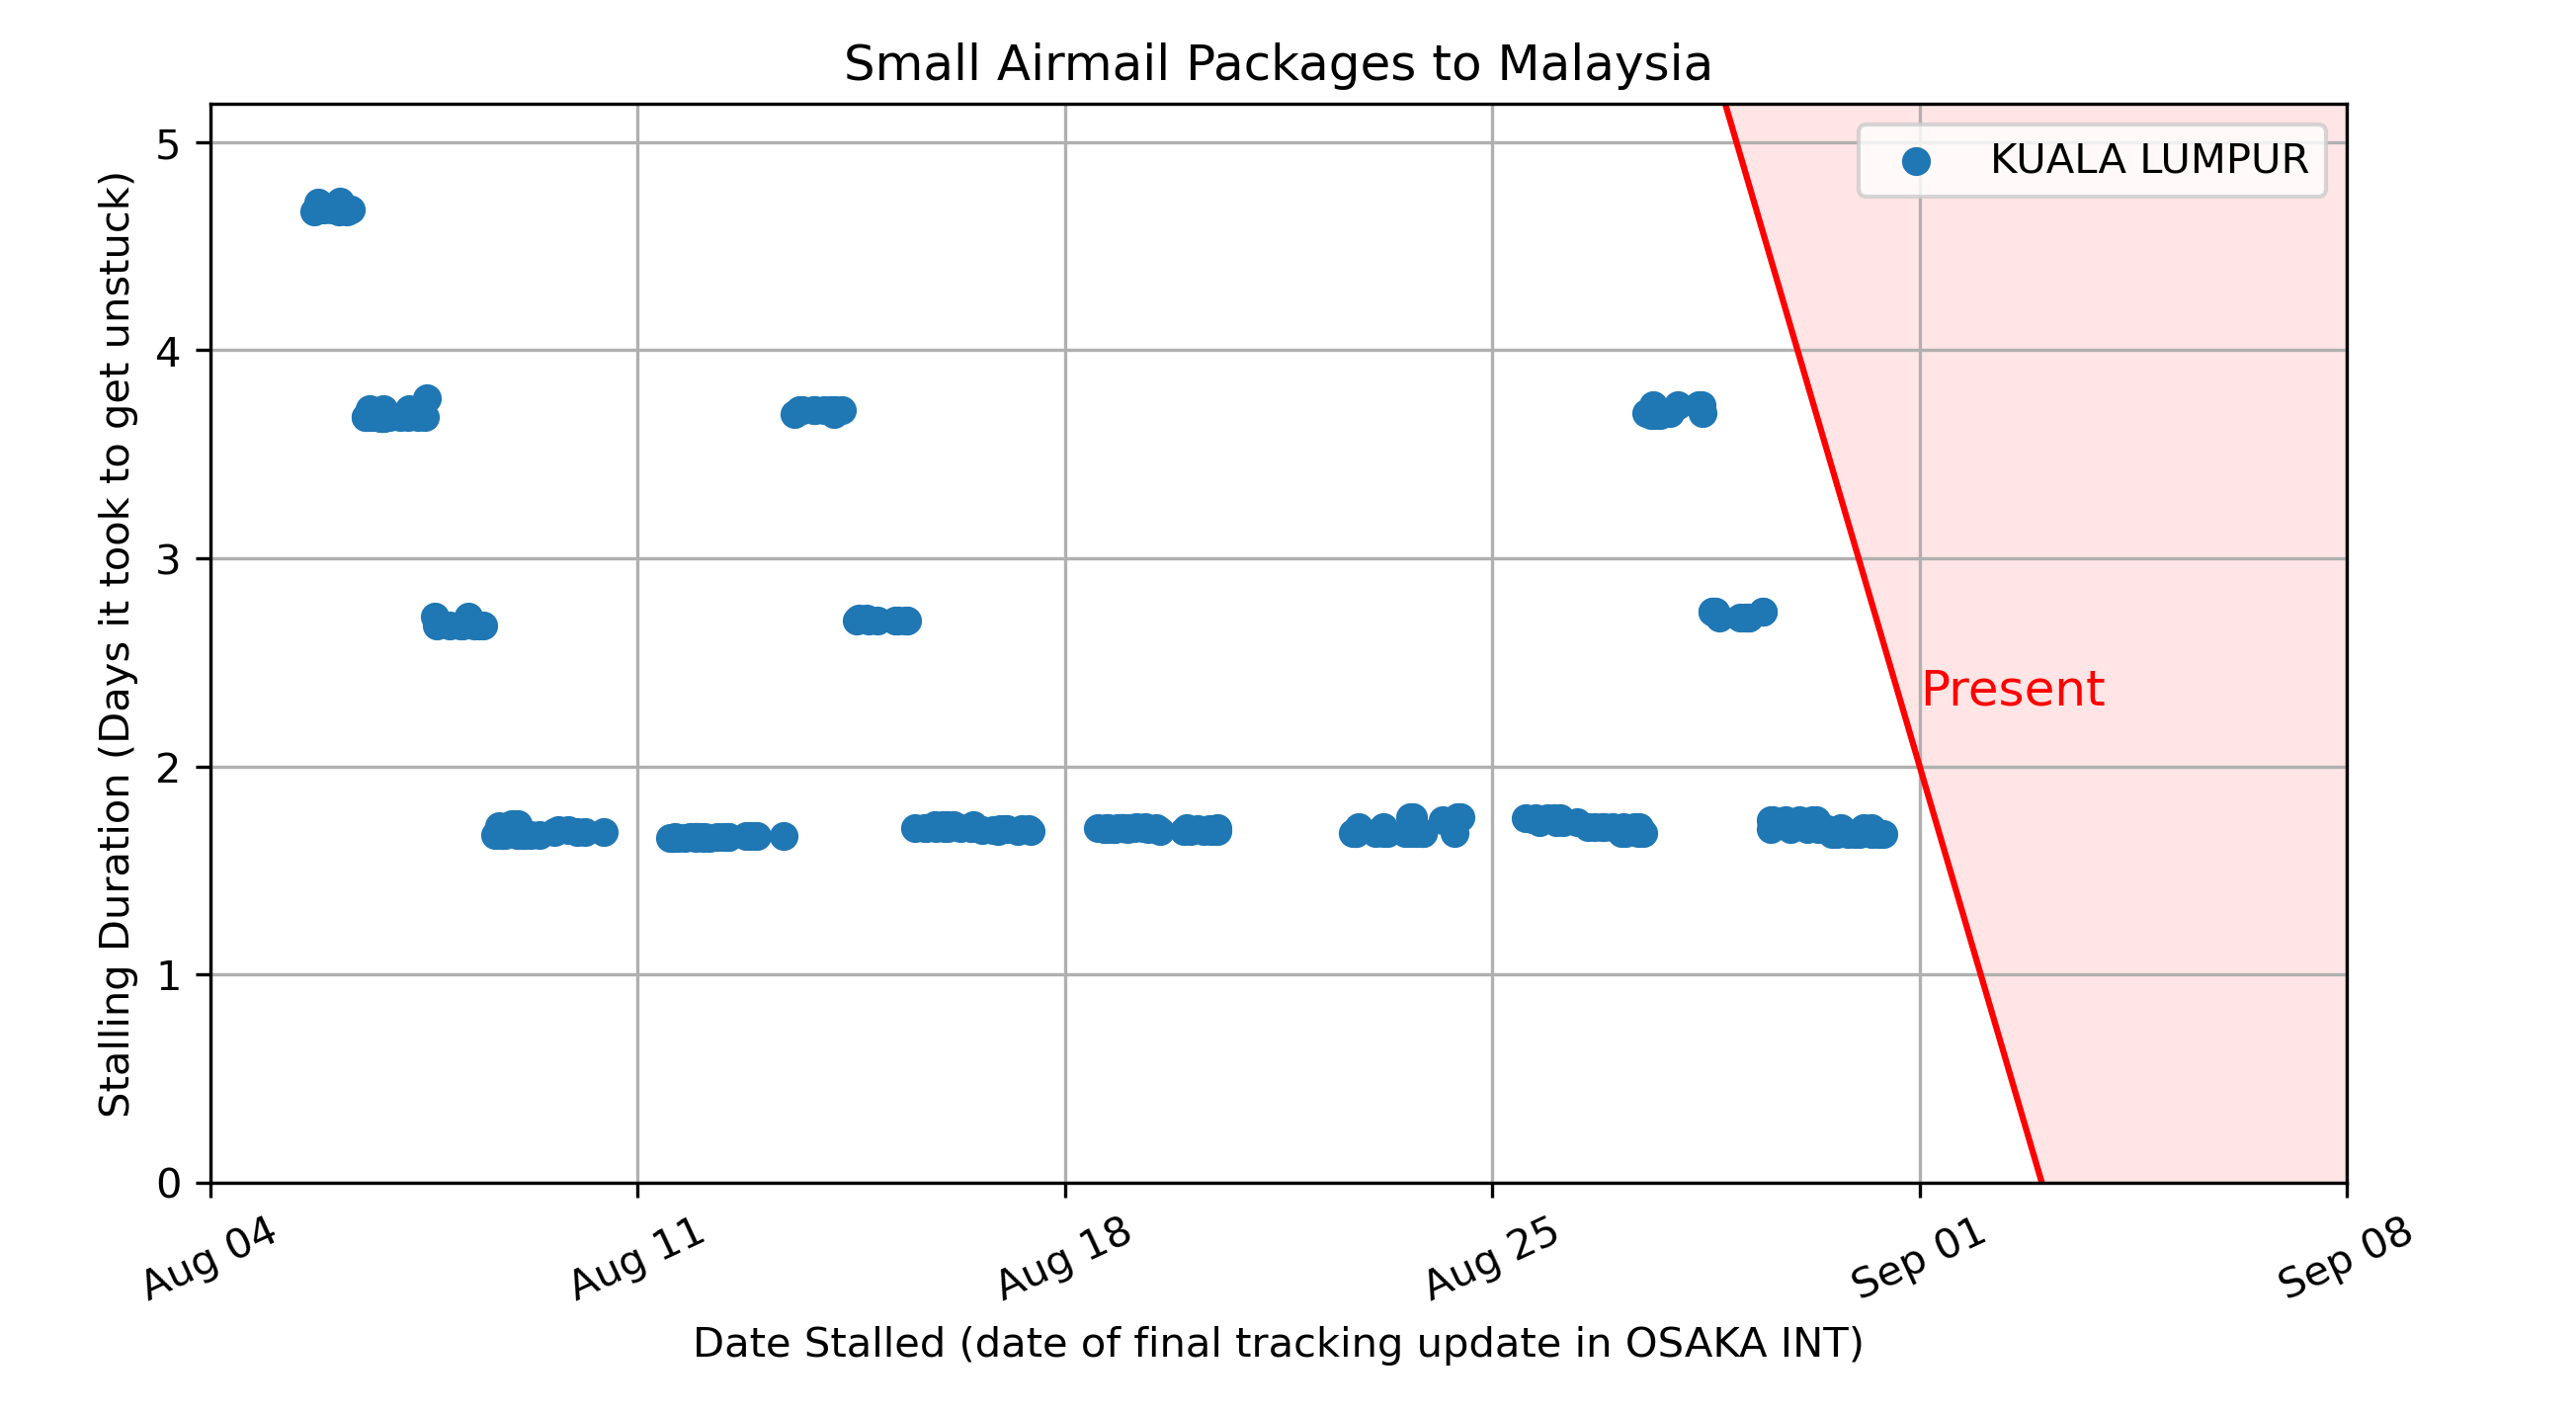 Small Airmail Packages to Malaysia
KUALA LUMPUR
Present
Stalling Duration (Days it took to get unstuck)
5
4
3
2
1
0
Aug 04
Aug 11
Aug 18
Aug 25
Sep 01
Sep 08
Date Stalled (date of final tracking update in OSAKA INT)